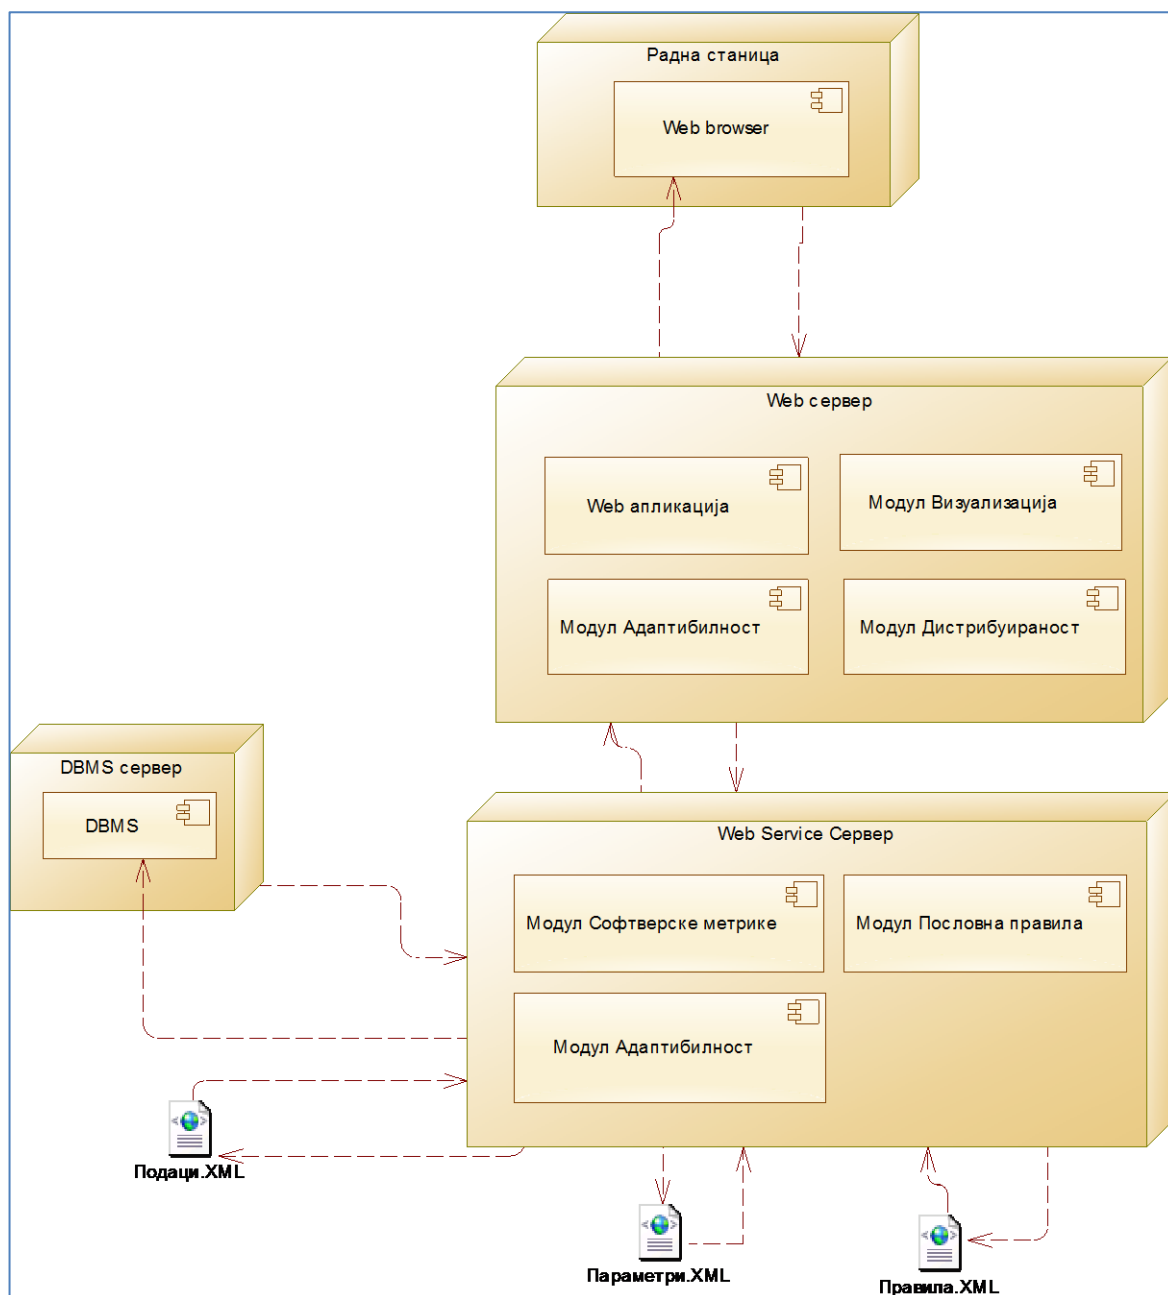 Радна станица
Web browser
Web сервер
Web апликација
Модул Визуализација
Модул Адаптибилност
Модул Дистрибуираност
DBMS сервер
DBMS
Web Service Сервер
Модул Софтверске метрике
Модул Пословна правила
Модул Адаптибилност
Подаци.XML
Параметри.XML
Правила.XML